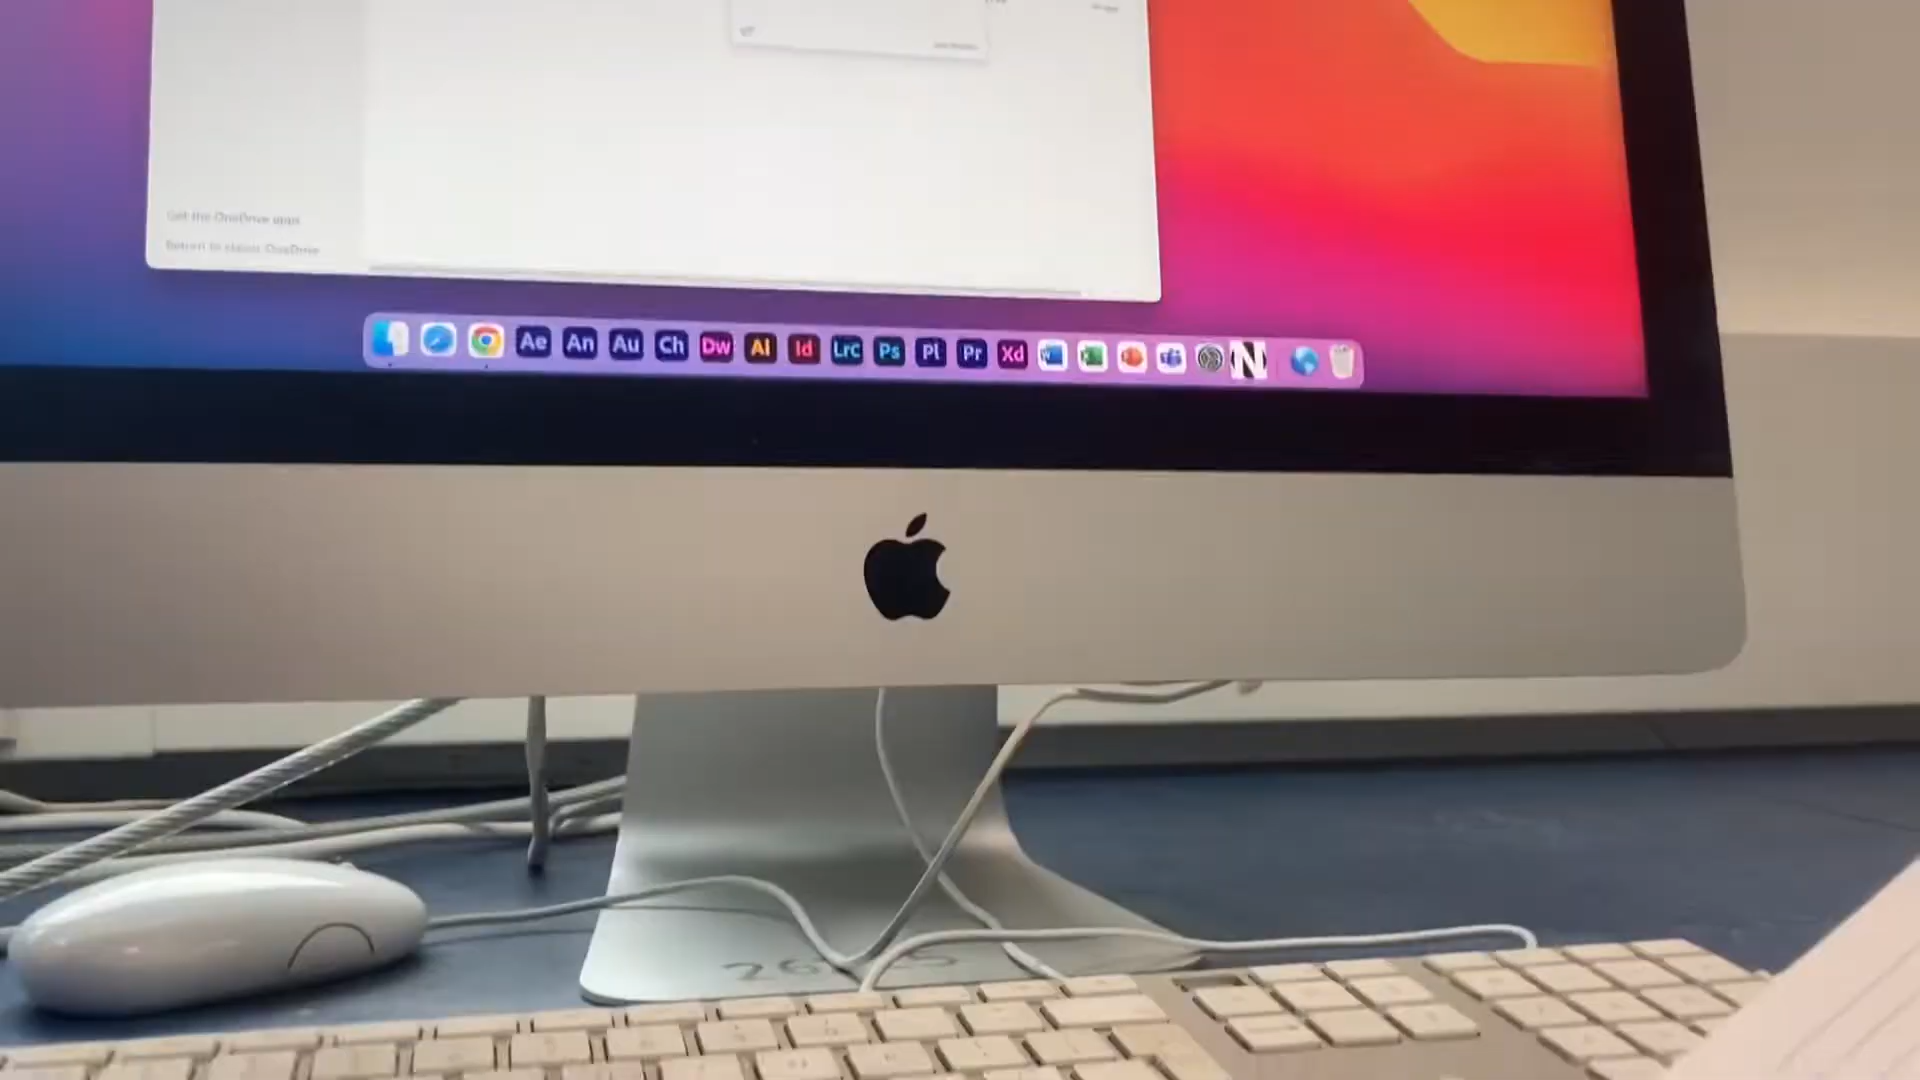 Get the OneDrive apps
Return to classic OneDrive
Ae An Au Ch Dw Ai Id LrC Ps Pl Pr Xd N